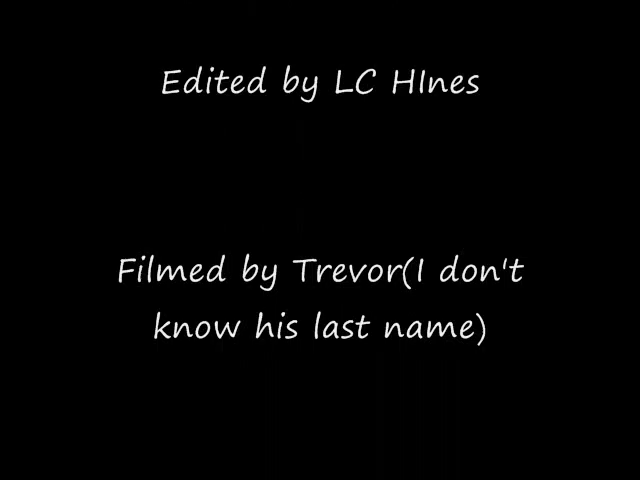 Edited by LC HInes
Filmed by Trevor(I don't
know his last name)